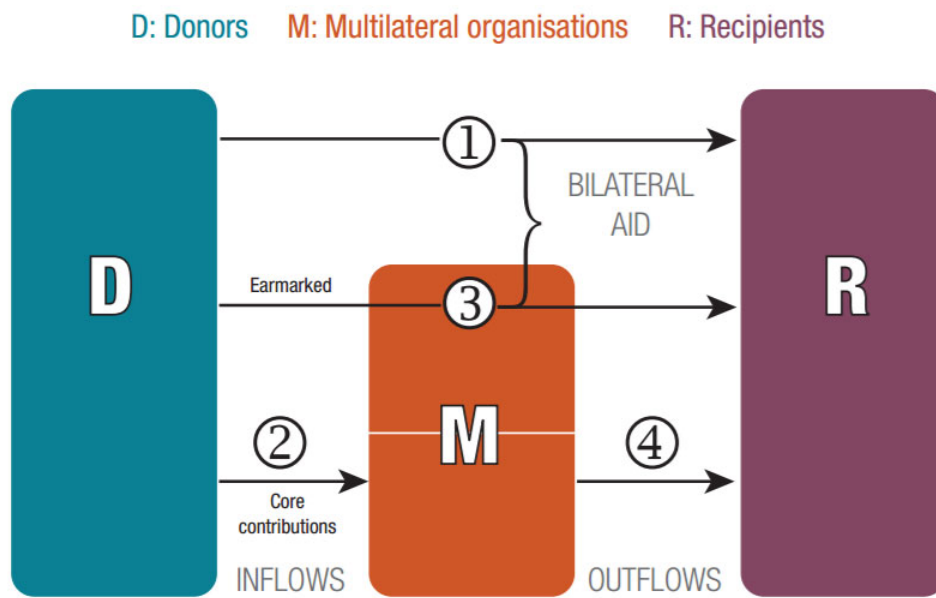 D: Donors M: Multilateral organisations R: Recipients
①
BILATERAL
AID
D
Earmarked
③
R
②
M
④
Core
contributions
INFLOWS
OUTFLOWS